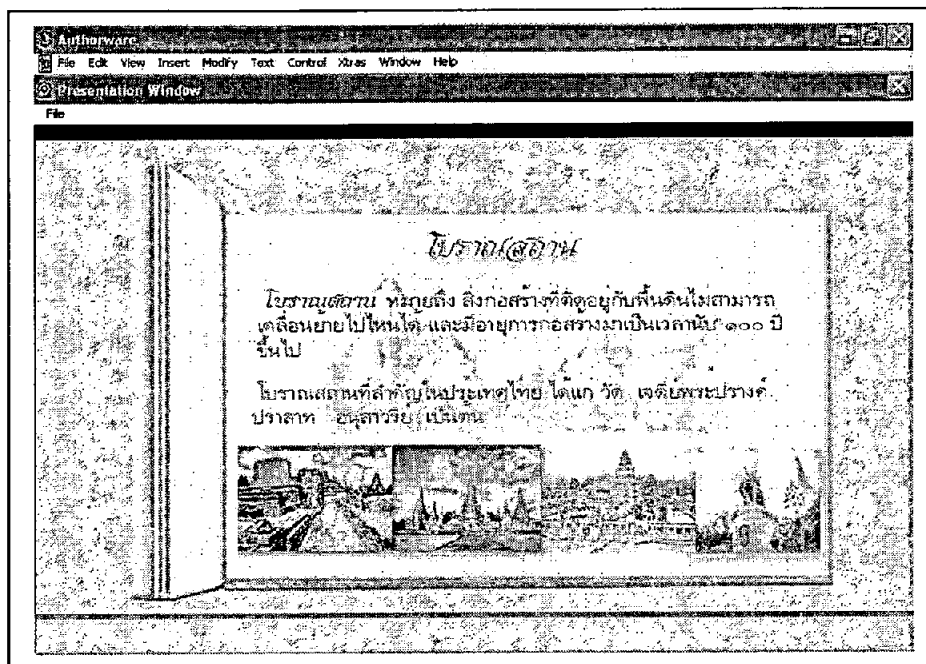 Authorware
File Edit View Insert Modify Text Control Xtras Window Help
Presentation Window
File
โบราณสถาน
โบราณสถาน หมายถึง สิ่งก่อสร้างที่ติดอยู่กับพื้นดินไม่สามารถ
เคลื่อนย้ายไปไหนได้ และมีอายุการก่อสร้างมาเป็นเวลานับ ๑๐๐ ปี
ขึ้นไป
โบราณสถานที่สำคัญในประเทศไทย ได้แก่ วัด เจดีย์พระปรางค์
ปราสาท อนุสาวรีย์ เป็นต้น